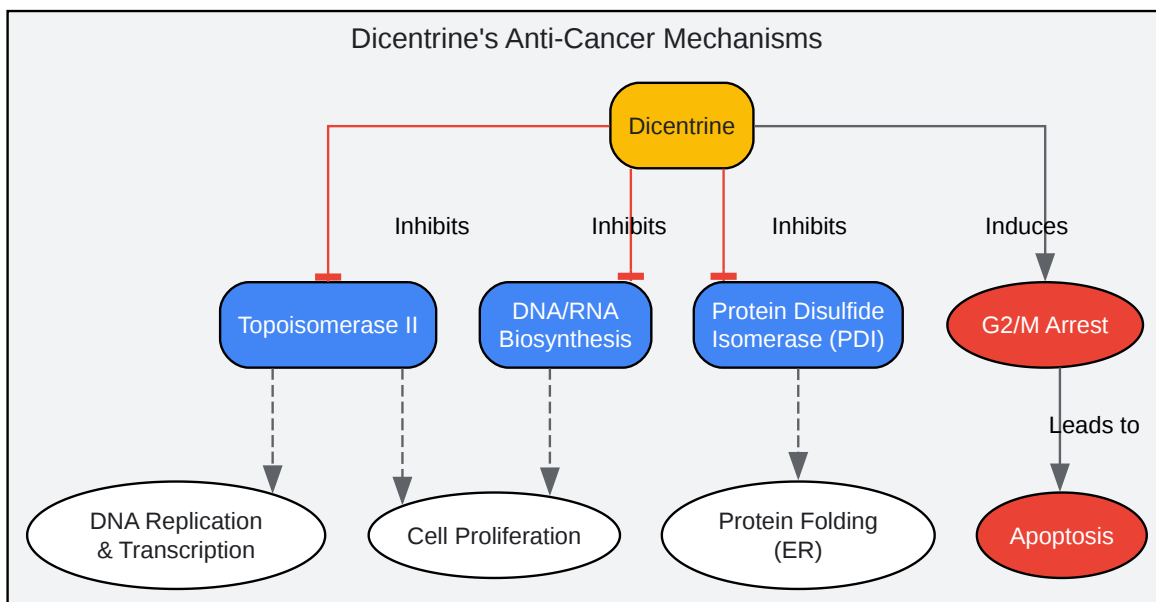 Dicentrine's Anti-Cancer Mechanisms
Dicentrine
Inhibits
Inhibits
Inhibits
Induces
Topoisomerase II
DNA/RNA
Biosynthesis
Protein Disulfide
Isomerase (PDI)
G2/M Arrest
Leads to
DNA Replication
& Transcription
Cell Proliferation
Protein Folding
(ER)
Apoptosis